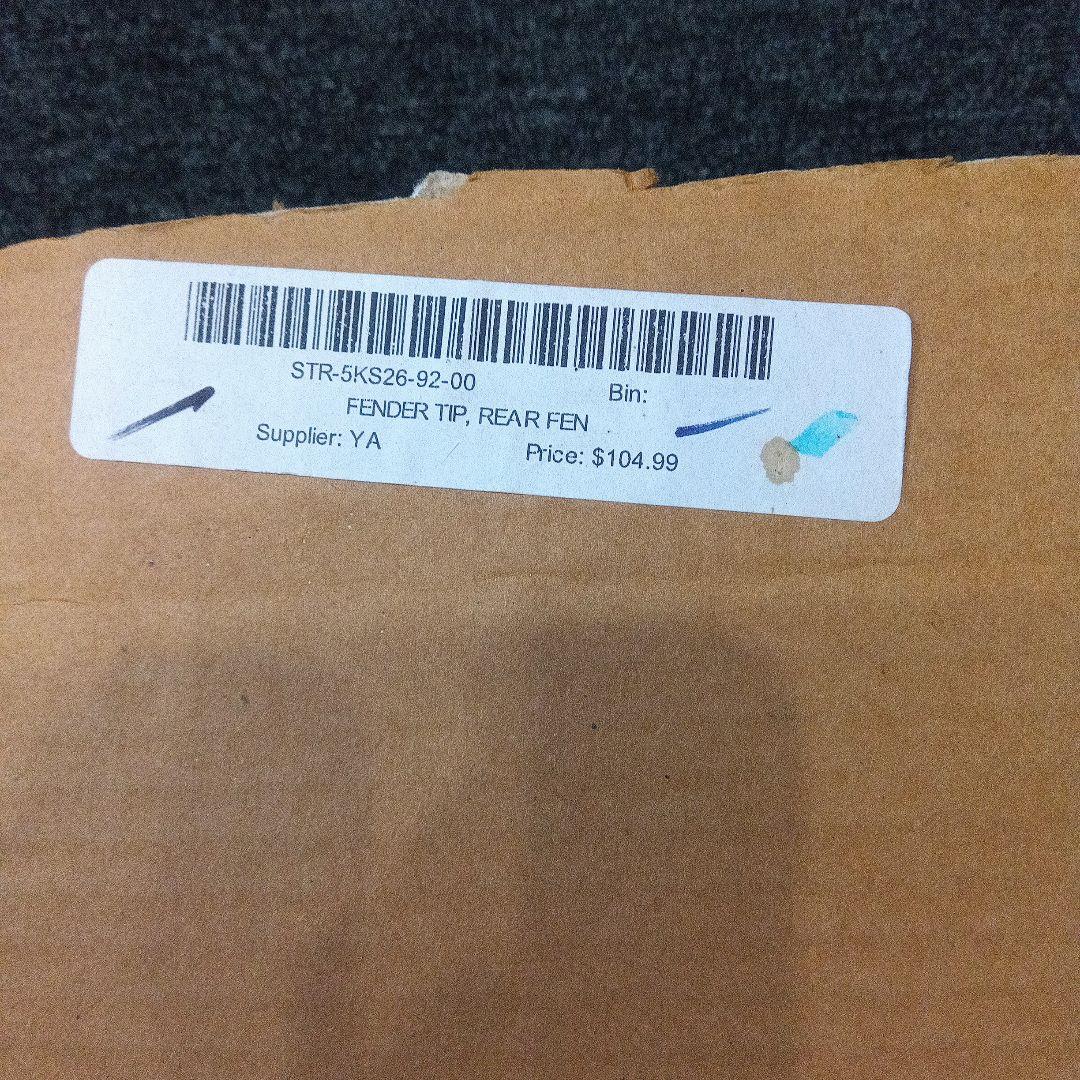 STR-5KS26-92-00
Bin:
FENDER TIP, REAR FEN
Supplier: YA
Price: $104.99